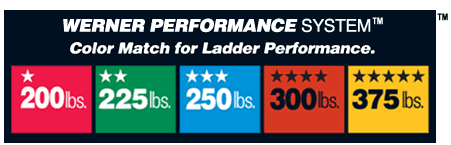 WERNER PERFORMANCE SYSTEM™ ™
Color Match for Ladder Performance.
★ ★★ ★★★ ★★★★ ★★★★★
200lbs. 225lbs. 250lbs. 300lbs. 375lbs.